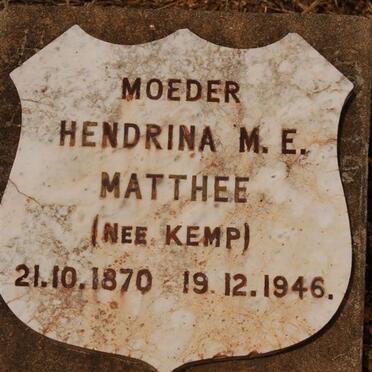 MOEDER
HENDRINA M. E.
MATTHEE
(NEE KEMP)
21.10.1870 19.12.1946.